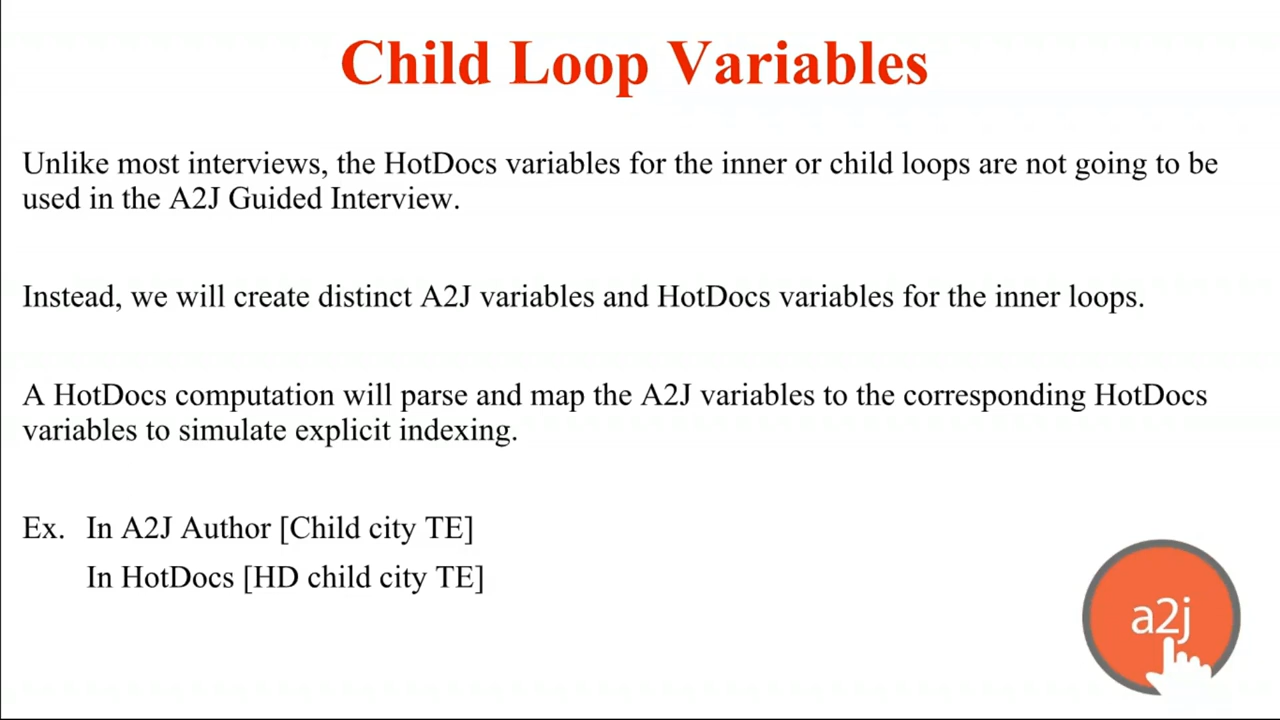 Child Loop Variables
Unlike most interviews, the HotDocs variables for the inner or child loops are not going to be
used in the A2J Guided Interview.
Instead, we will create distinct A2J variables and HotDocs variables for the inner loops.
A HotDocs computation will parse and map the A2J variables to the corresponding HotDocs
variables to simulate explicit indexing.
Ex. In A2J Author [Child city TE]
In HotDocs [HD child city TE]
a2j